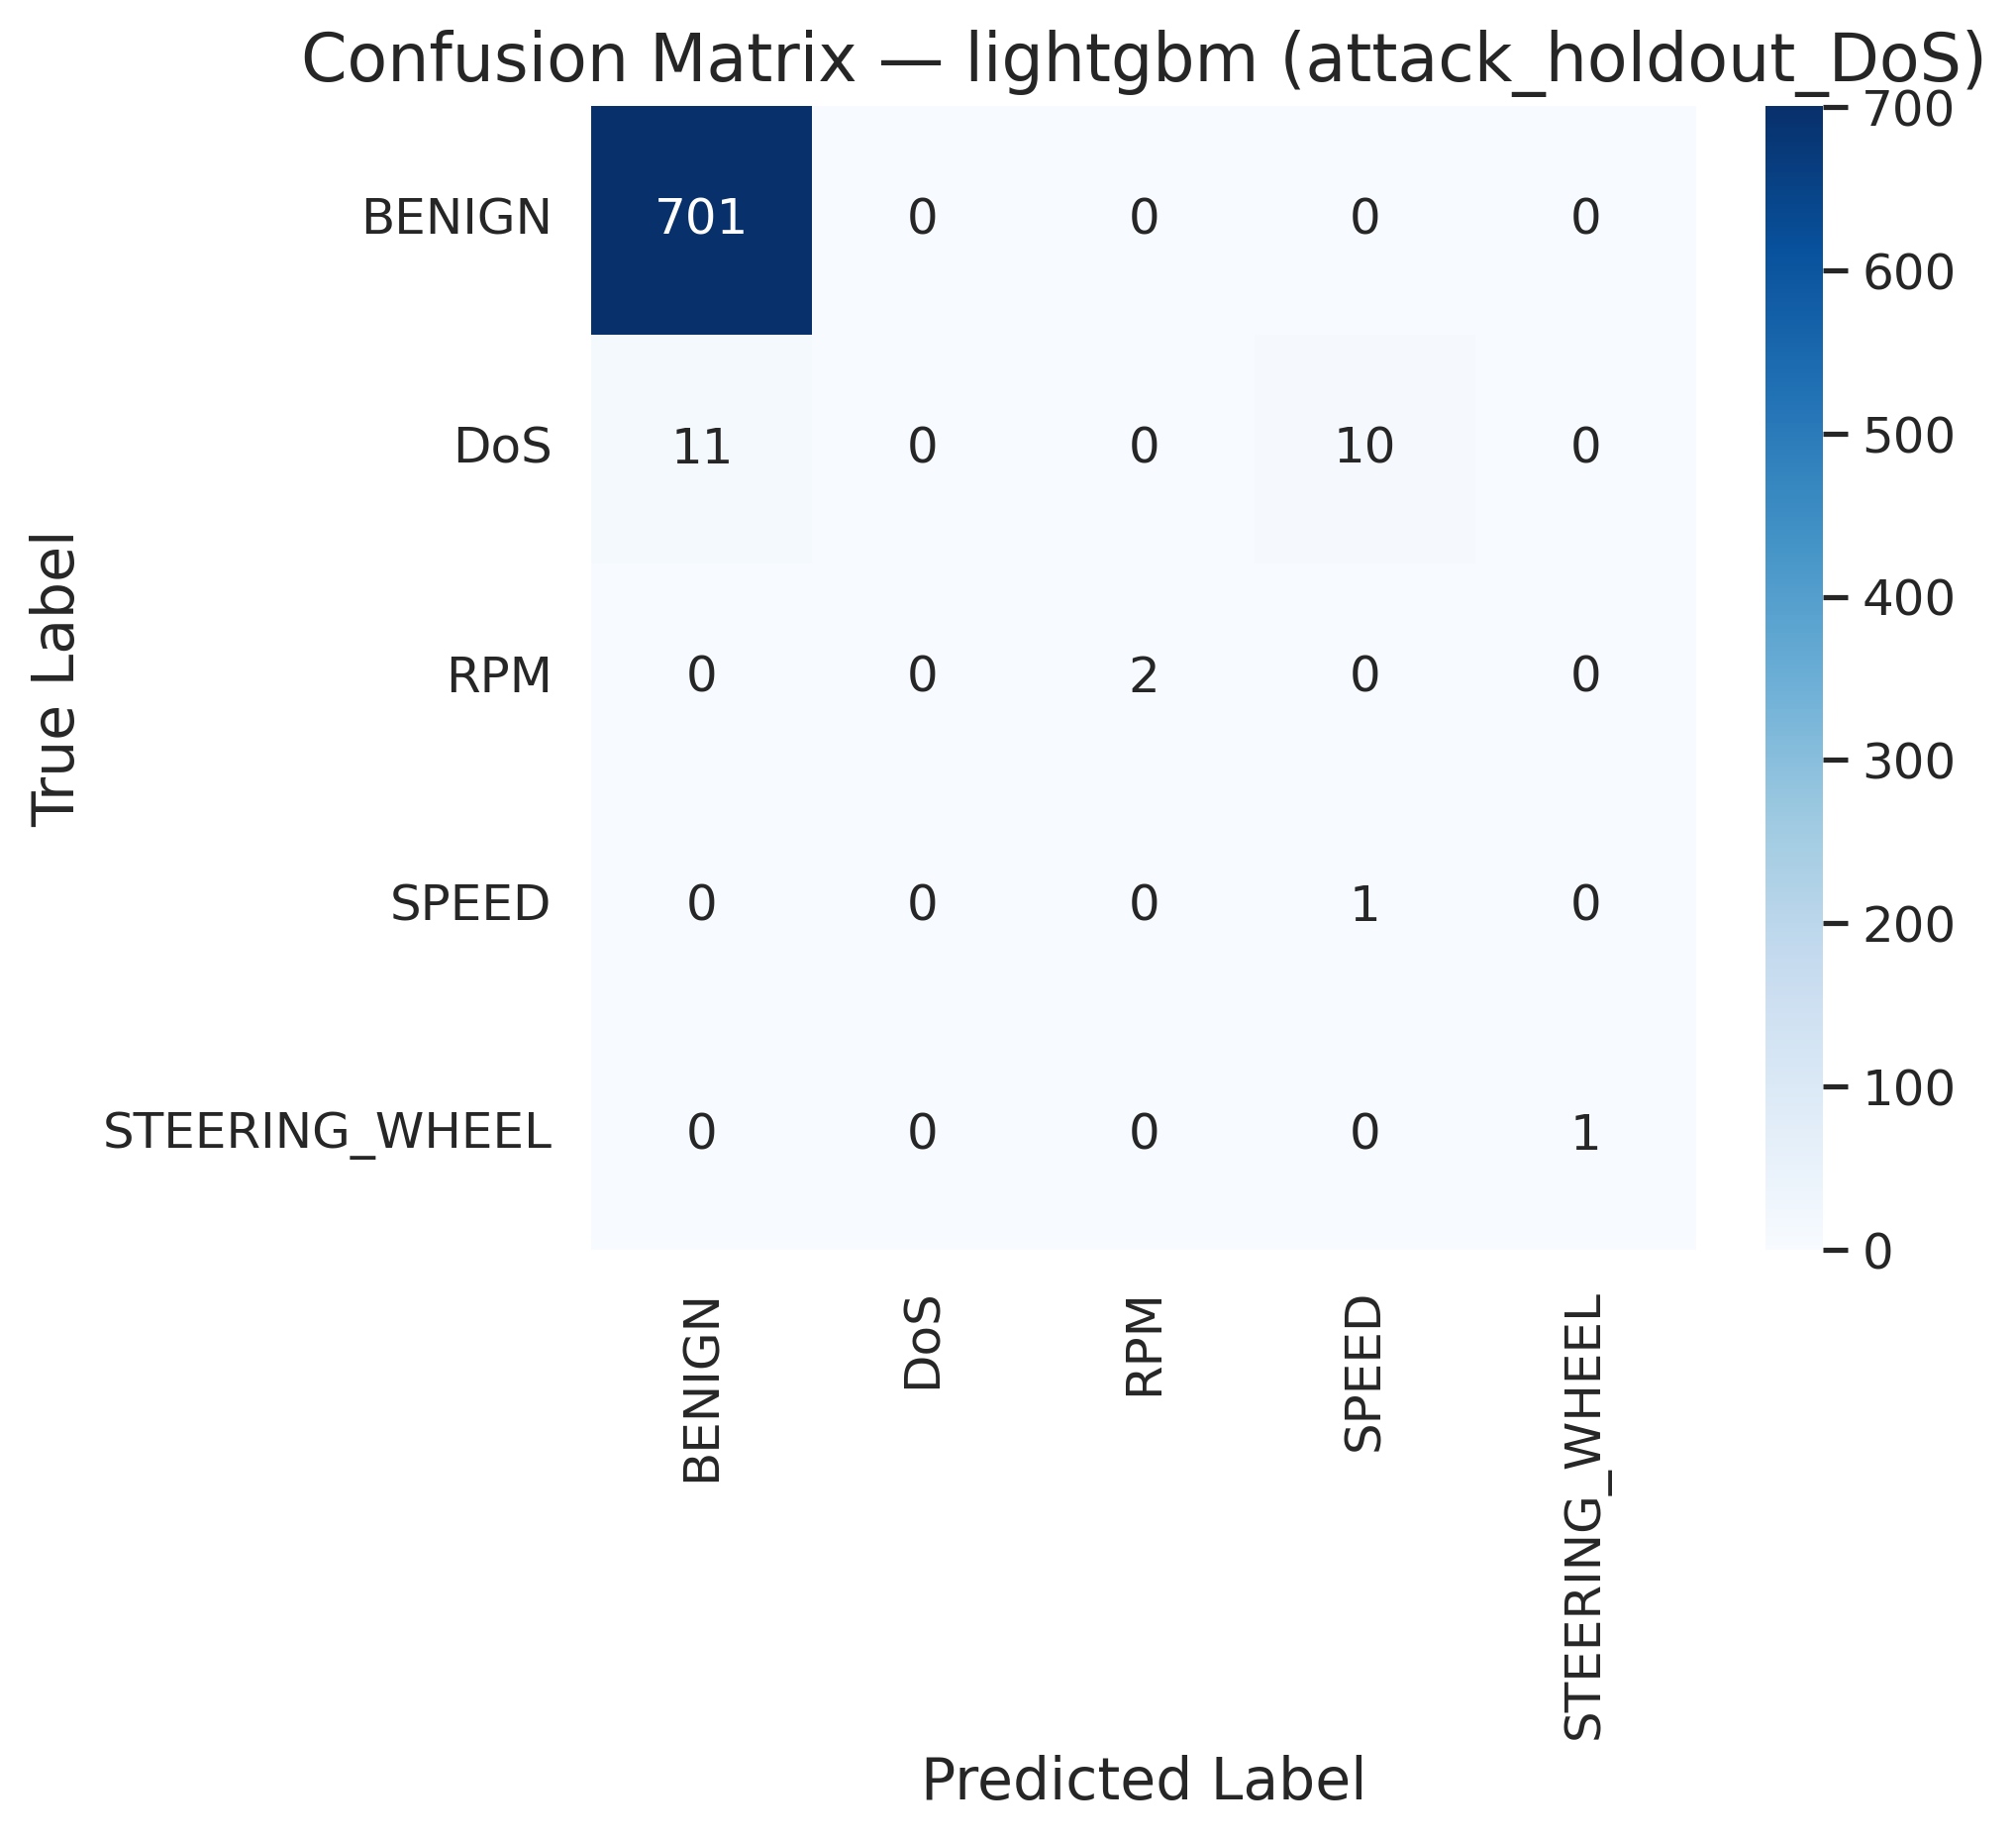 Confusion Matrix — lightgbm (attack_holdout_DoS)
True Label
BENIGN 701 0 0 0 0
DoS 11 0 0 10 0
RPM 0 0 2 0 0
SPEED 0 0 0 1 0
STEERING_WHEEL 0 0 0 0 1
BENIGN DoS RPM SPEED STEERING_WHEEL
Predicted Label
700
600
500
400
300
200
100
0